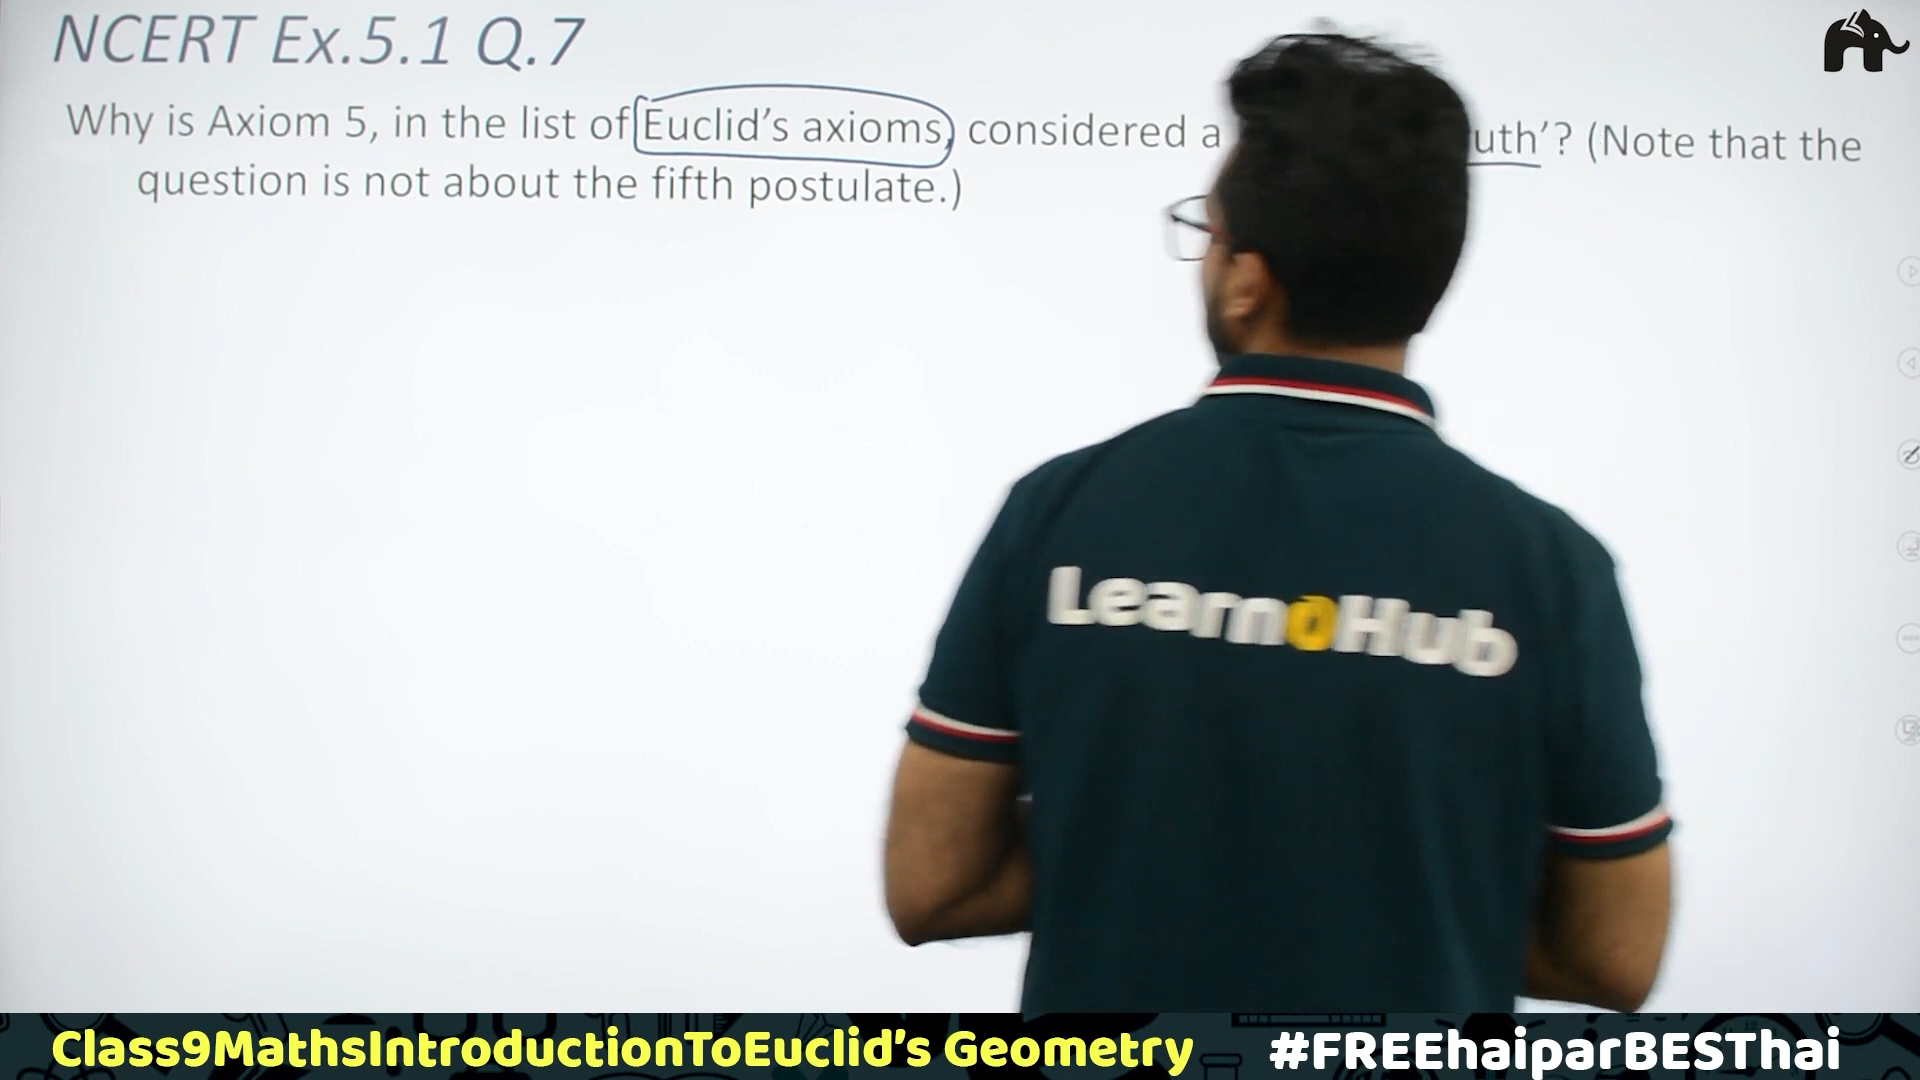 NCERT Ex.5.1 Q.7
Why is Axiom 5, in the list of Euclid's axioms, considered a uth'? (Note that the
question is not about the fifth postulate.)
LearnoHub
Class9MathsIntroductionToEuclid's Geometry
#FREEhaiparBESThai